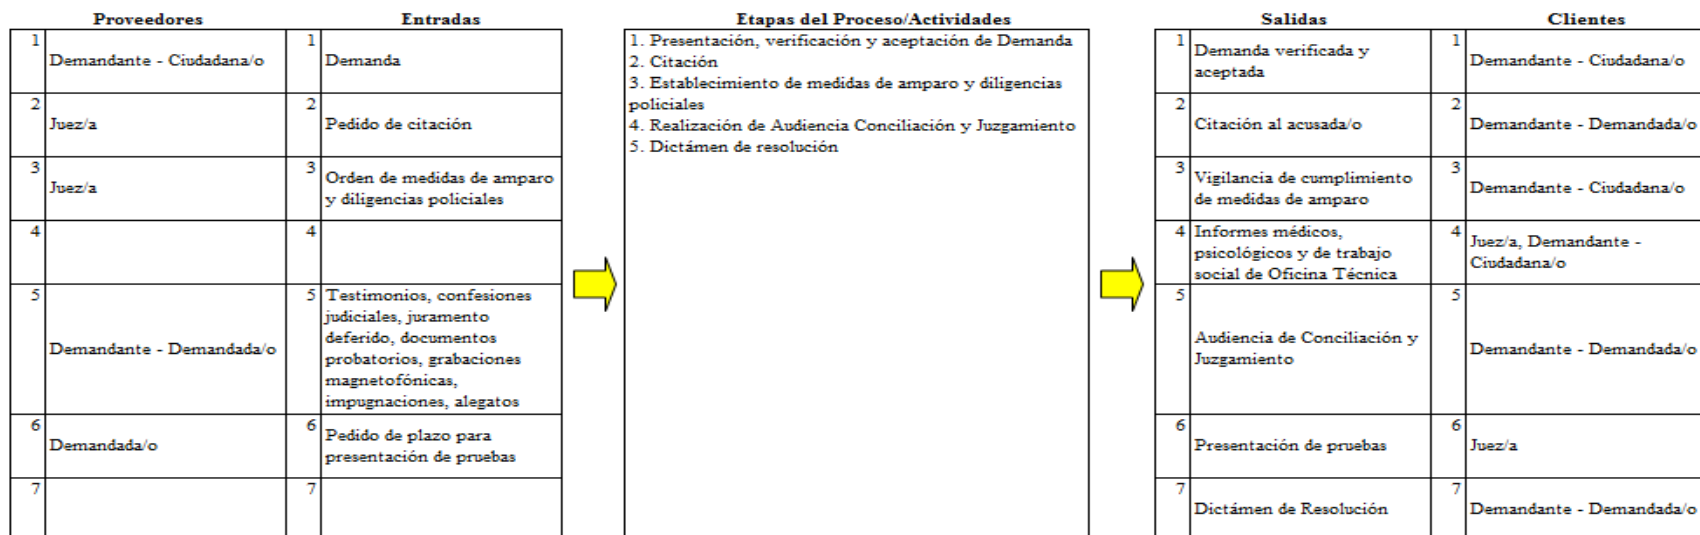 Proveedores Entradas Etapas del Proceso/Actividades Salidas Clientes
1 Demandante - Ciudadana/o
1 Demanda
1. Presentación, verificación y aceptación de Demanda
2. Citación
3. Establecimiento de medidas de amparo y diligencias
policiales
4. Realización de Audiencia Conciliación y Juzgamiento
5. Dictámen de resolución
1 Demanda verificada y
aceptada
1 Demandante - Ciudadana/o
2 Juez/a
2 Pedido de citación
2 Citación al acusada/o
2 Demandante - Demandada/o
3 Juez/a
3 Orden de medidas de amparo
y diligencias policiales
3 Vigilancia de cumplimiento
de medidas de amparo
3 Demandante - Ciudadana/o
4
4
4 Informes médicos,
psicológicos y de trabajo
social de Oficina Técnica
4 Juez/a, Demandante -
Ciudadana/o
5 Demandante - Demandada/o
5 Testimonios, confesiones
judiciales, juramento
deferido, documentos
probatorios, grabaciones
magnetofónicas,
impugnaciones, alegatos
5 Audiencia de Conciliación y
Juzgamiento
5 Demandante - Demandada/o
6 Demandada/o
6 Pedido de plazo para
presentación de pruebas
6 Presentación de pruebas
6 Juez/a
7
7
7 Dictámen de Resolución
7 Demandante - Demandada/o